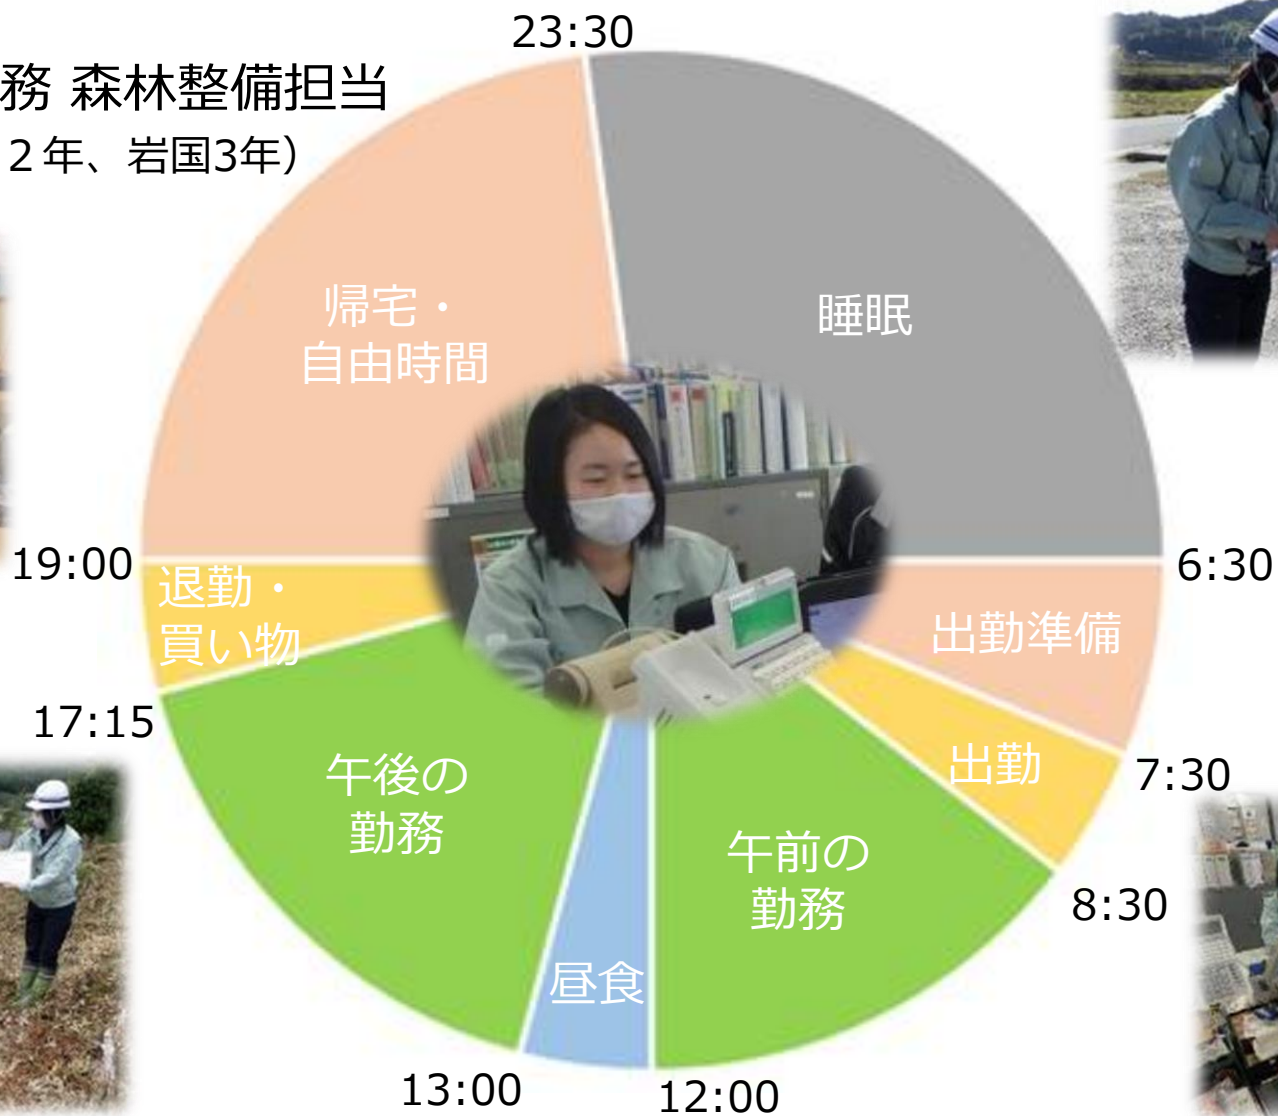 23:30
務 森林整備担当
２年、岩国3年）
帰宅・
自由時間
睡眠
19:00
6:30
退勤・
買い物
出勤準備
17:15
出勤
7:30
午後の
勤務
午前の
勤務
8:30
昼食
13:00
12:00